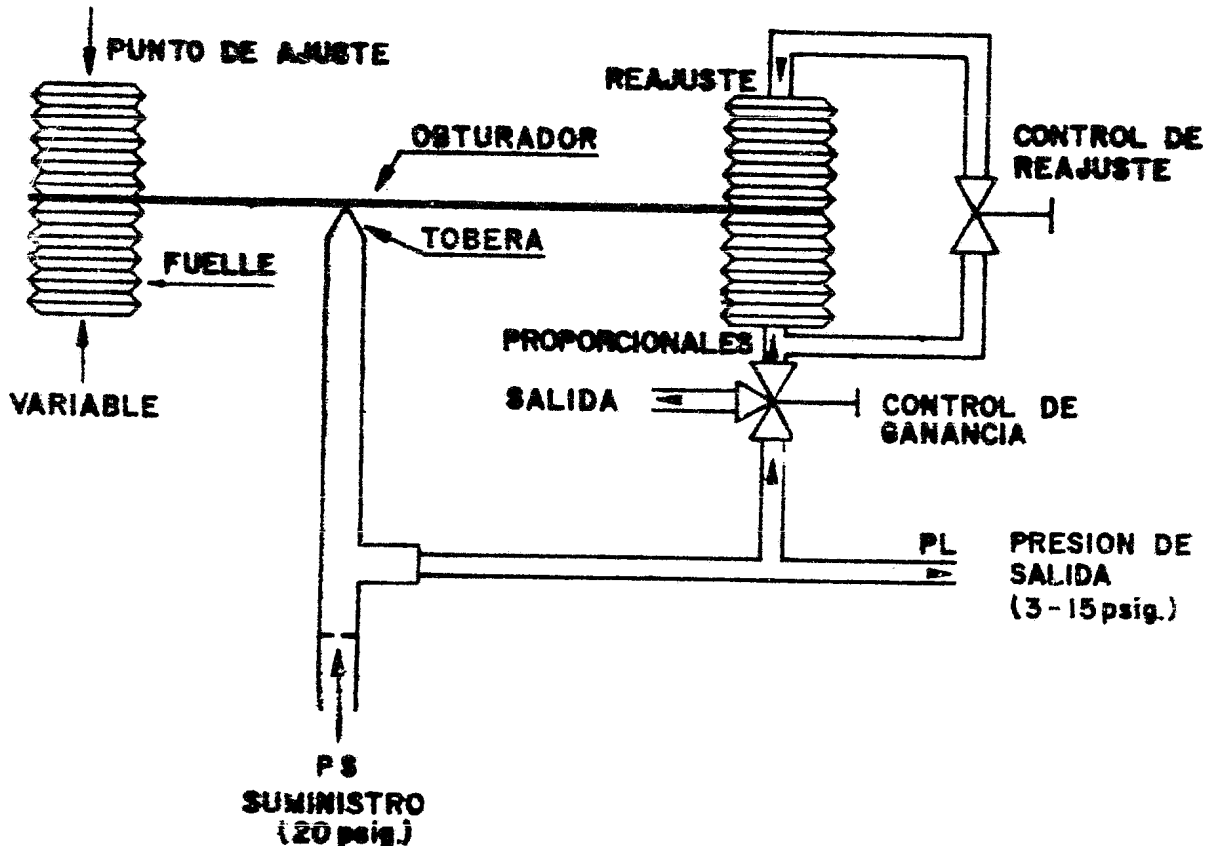 PUNTO DE AJUSTE
REAJUSTE
OBTURADOR
CONTROL DE
REAJUSTE
TOBERA
FUELLE
PROPORCIONALES
VARIABLE
SALIDA
CONTROL DE
GANANCIA
PL
PRESION DE
SALIDA
(3-15 psig.)
PS
SUMINISTRO
(20 psig.)